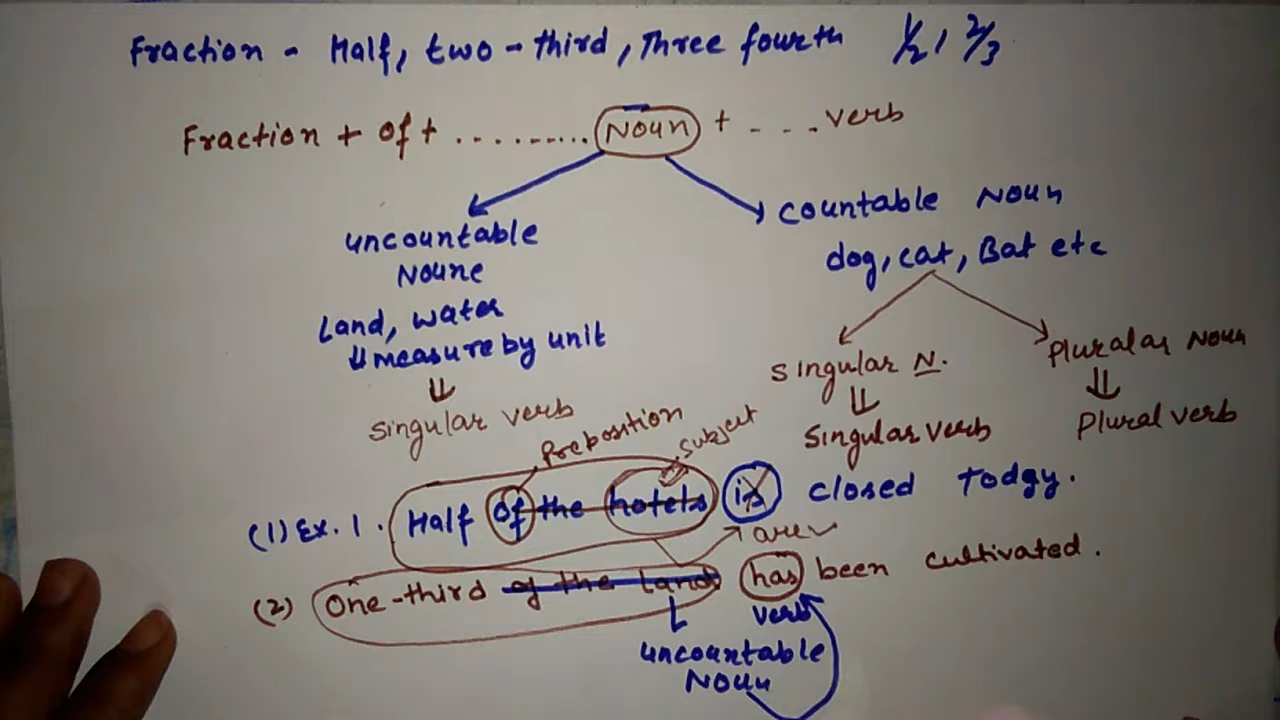 Fraction - Half, two-third, Three fourth 1/2, 2/3
Fraction + of + .......... Noun + - - - verb
uncountable
Noune
Land, water
⇓ measure by unit
⇓
singular verb
countable Noun
dog, cat, Bat etc
singular N.
⇓
Singular verb
Pluralar Noun
⇓
Plural verb
Preposition
Subject
(1) Ex. 1. Half of the hotels is closed Todgy.
are ✓
(2) One-third of the land has been cultivated.
verb
uncountable
Noun